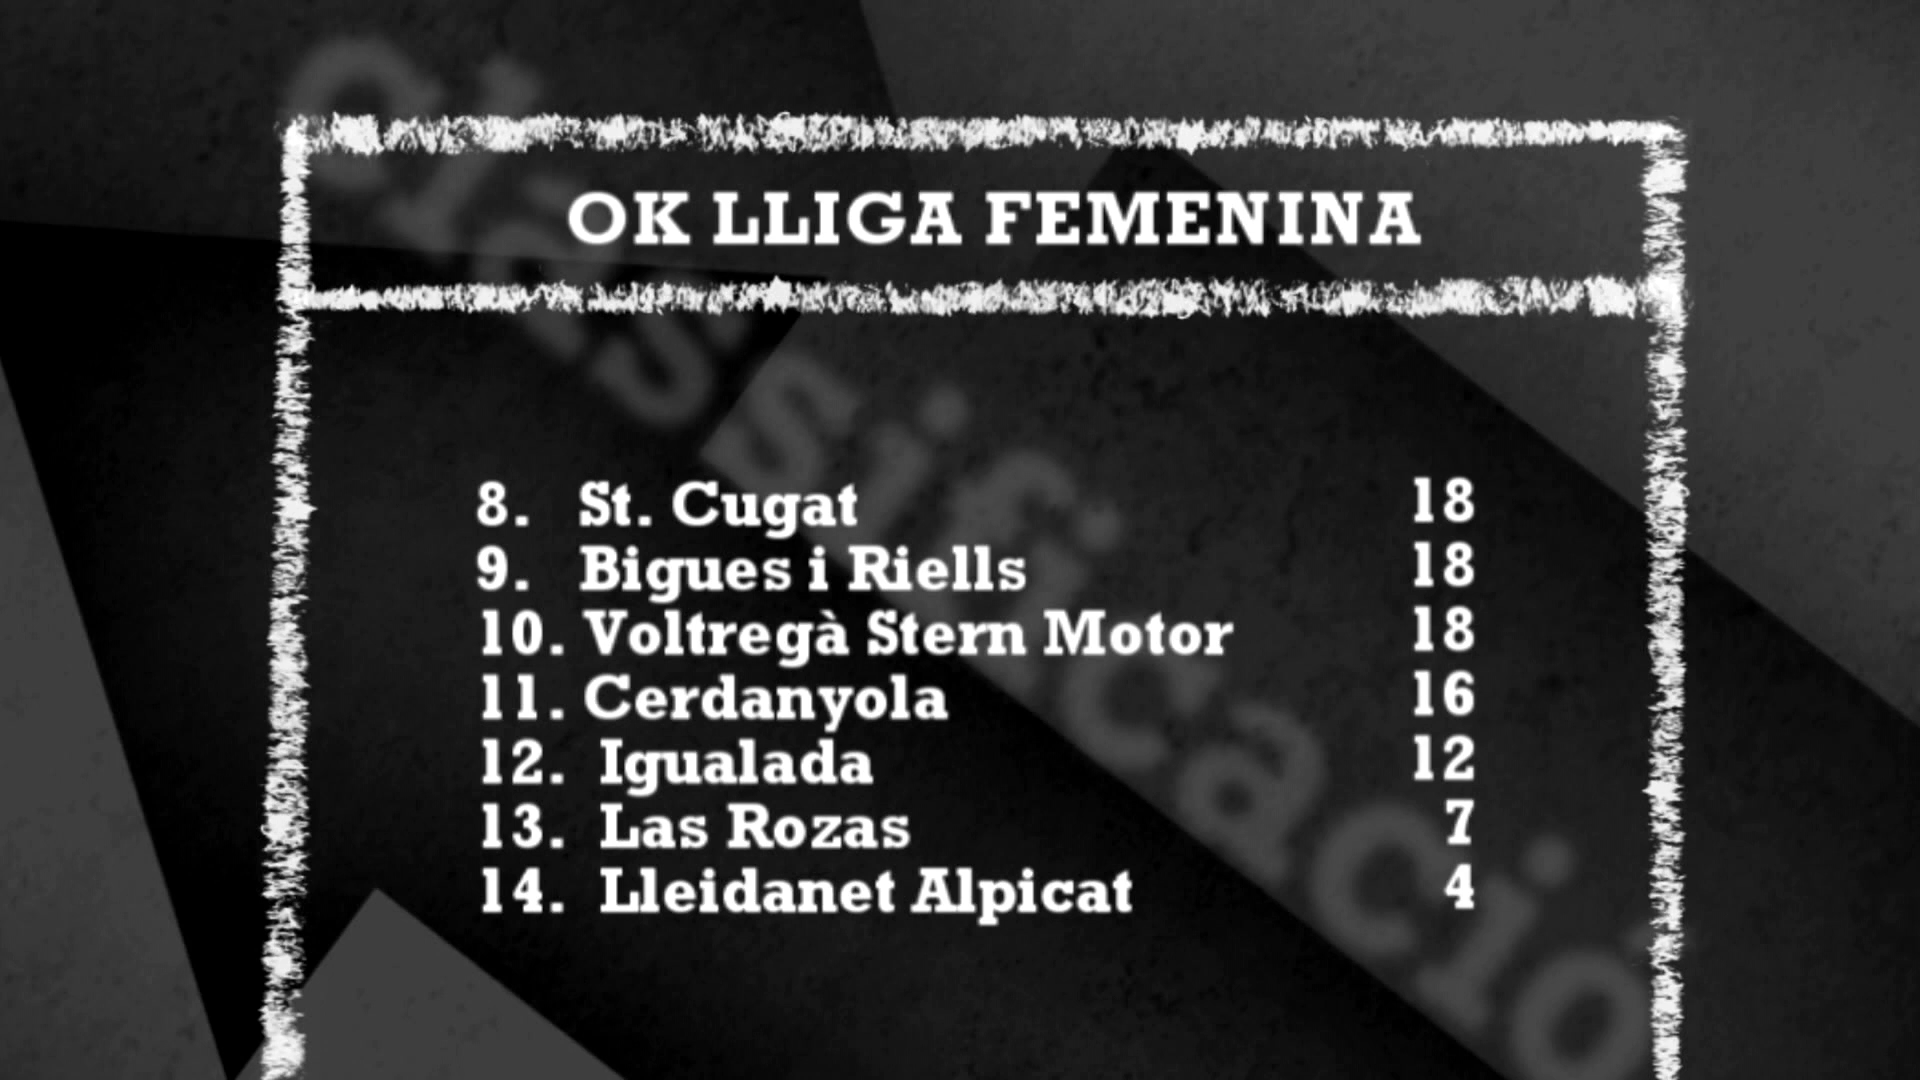 classificació
OK LLIGA FEMENINA
8. St. Cugat 18
9. Bigues i Riells 18
10. Voltregà Stern Motor 18
11. Cerdanyola 16
12. Igualada 12
13. Las Rozas 7
14. Lleidanet Alpicat 4